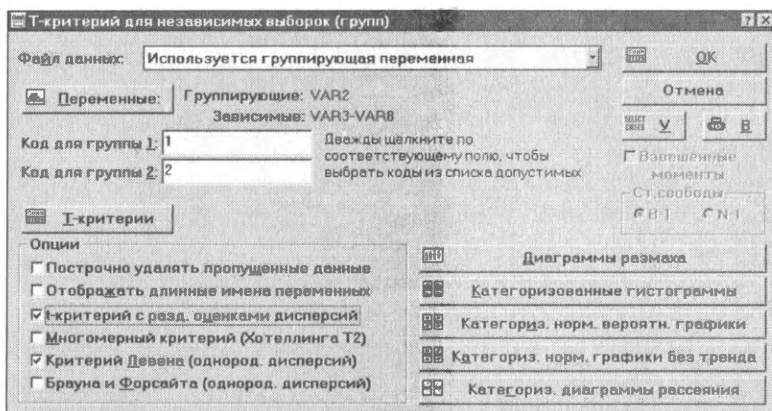 Т-критерий для независимых выборок (групп)
Файл данных: Используется группирующая переменная
OK
Отмена
Переменные: Группирующие: VAR2
Зависимые: VAR3-VAR8
SELECT CASES У В
Код для группы 1: 1
Код для группы 2: 2
Дважды щелкните по
соответствующему полю, чтобы
выбрать коды из списка допустимых
Взвешенные
моменты
Ст.свободы
В-1 N-1
Т-критерии
Опции
Построчно удалять пропущенные данные
Отображать длинные имена переменных
t-критерий с разд. оценками дисперсий
Многомерный критерий (Хотеллинга Т2)
Критерий Левена (однород. дисперсий)
Брауна и Форсайта (однород. дисперсий)
Диаграммы размаха
Категоризованные гистограммы
Категориз. норм. вероятн. графики
Категориз. норм. графики без тренда
Категориз. диаграммы рассеяния